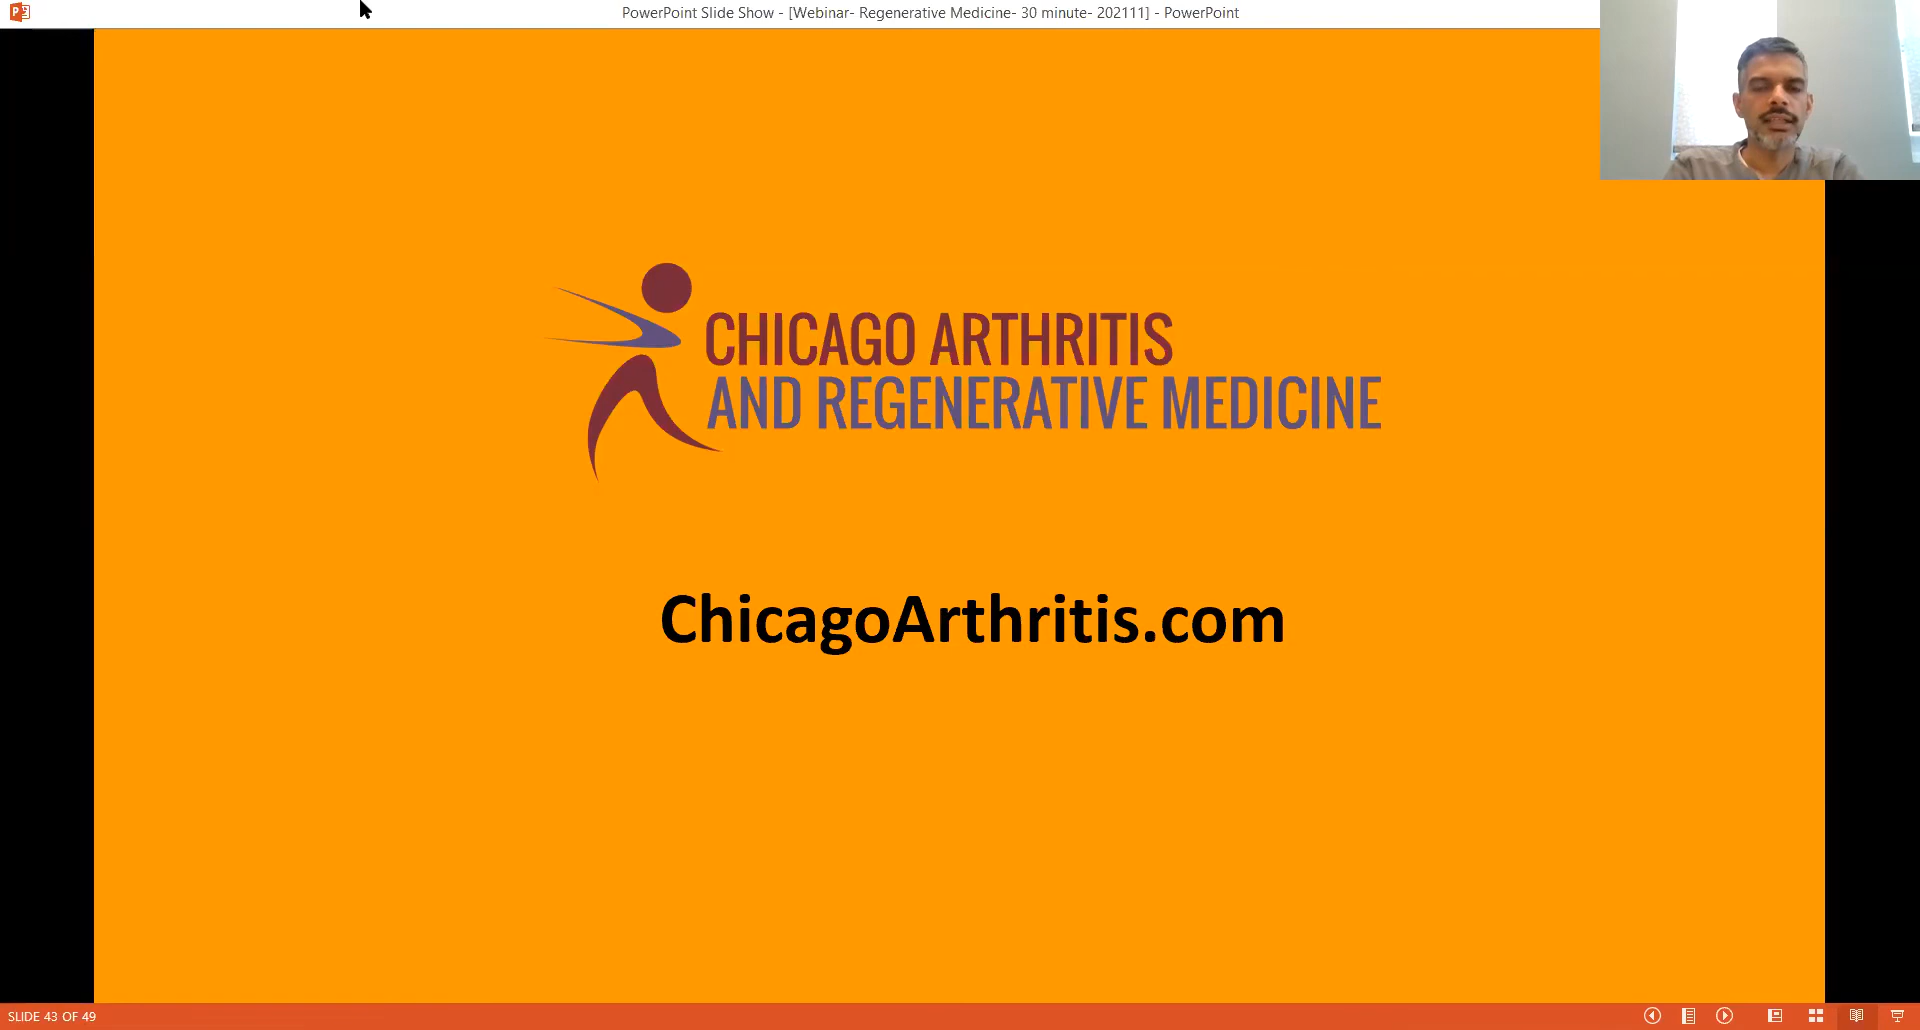 PowerPoint Slide Show - [Webinar- Regenerative Medicine- 30 minute- 202111] - PowerPoint
CHICAGO ARTHRITIS
AND REGENERATIVE MEDICINE
ChicagoArthritis.com
SLIDE 43 OF 49